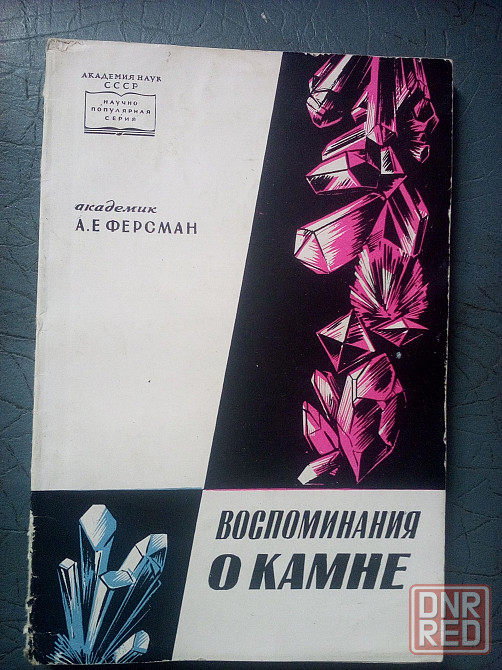 АКАДЕМИЯ НАУК
СССР
НАУЧНО
ПОПУЛЯРНАЯ
СЕРИЯ
академик
А.Е ФЕРСМАН
ВОСПОМИНАНИЯ
О КАМНЕ
DNR
RED